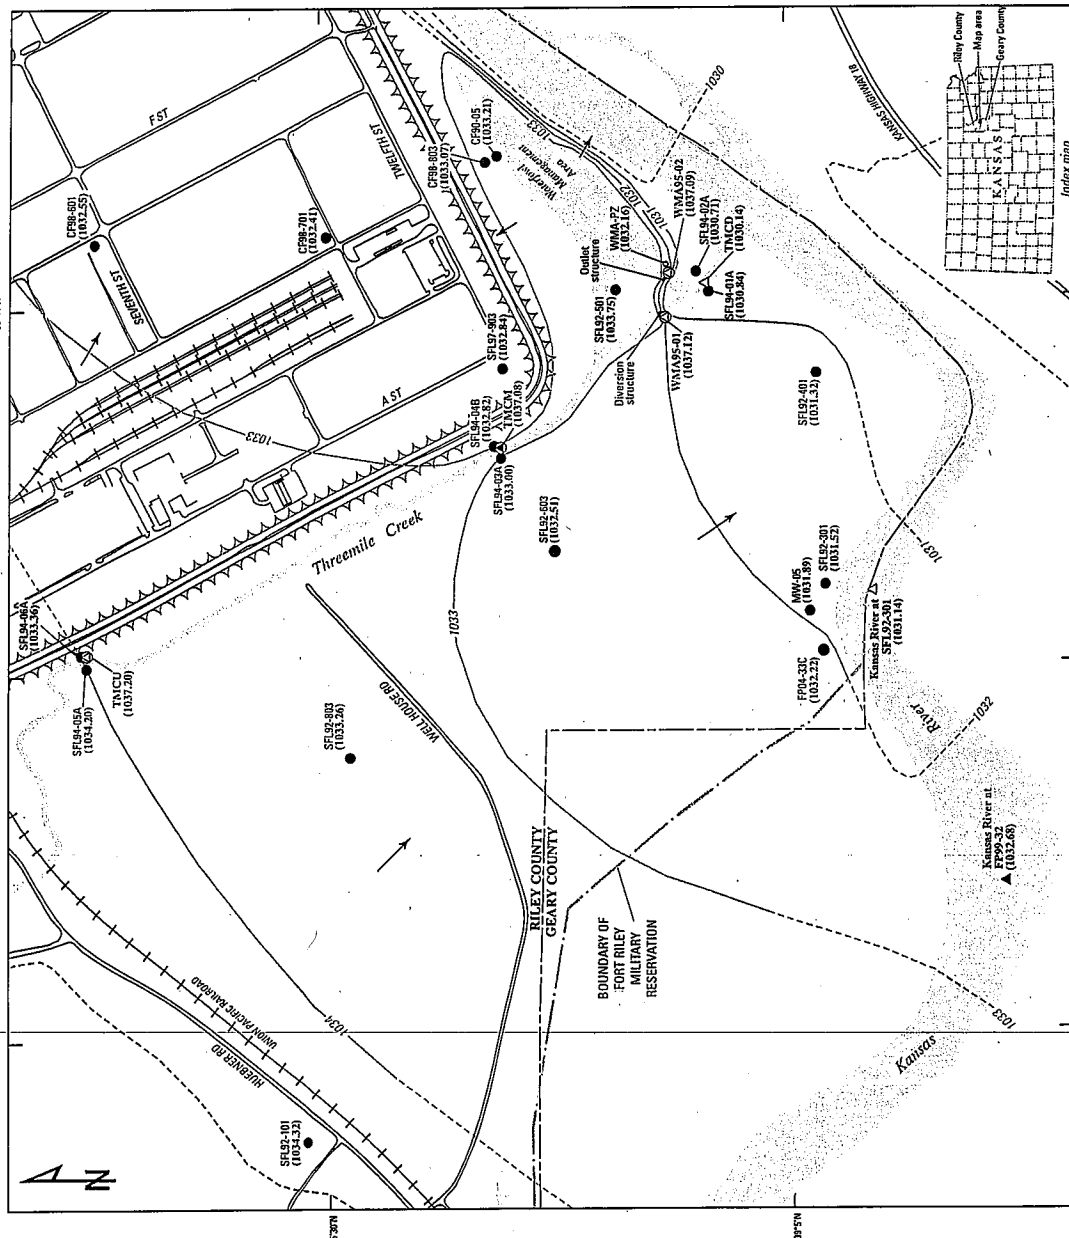 F ST
SEVENTH ST
TWELFTH ST
A ST
CF98-601
(1032.55)
CF98-701
(1032.41)
CF98-803
(1033.07)
CF90-05
(1033.21)
SFL97-903
(1032.84)
SFL94-04B
(1032.82)
TMCM
(1037.08)
SFL94-03A
(1033.00)
Waterfowl
Management
Area
1033
1032
1031
1030
KANSAS HIGHWAY 18
Riley County
Map area
Geary County
KANSAS
Index map
WMA95-02
(1037.09)
WMA-PZ
(1032.16)
Outlet
structure
SFL92-501
(1033.75)
SFL94-02A
(1030.71)
TMCD
(1030.14)
SFL94-01A
(1030.84)
Diversion
structure
WMA95-01
(1037.12)
SFL92-401
(1031.32)
1033
Threemile Creek
SFL94-06A
(1033.36)
TMCU
(1037.20)
SFL94-05A
(1034.20)
SFL92-603
(1032.51)
1033
1031
SFL92-301
(1031.52)
MW-05
(1031.89)
Kansas River at
SFL92-301
(1031.14)
FP04-33C
(1032.22)
WELL HOUSE RD
SFL92-803
(1033.26)
River
1032
Kansas River at
FP99-32
(1032.68)
RILEY COUNTY
GEARY COUNTY
BOUNDARY OF
FORT RILEY
MILITARY
RESERVATION
UNION PACIFIC RAILROAD
HUEBNER RD
1034
1033
Kansas
SFL92-101
(1034.32)
N